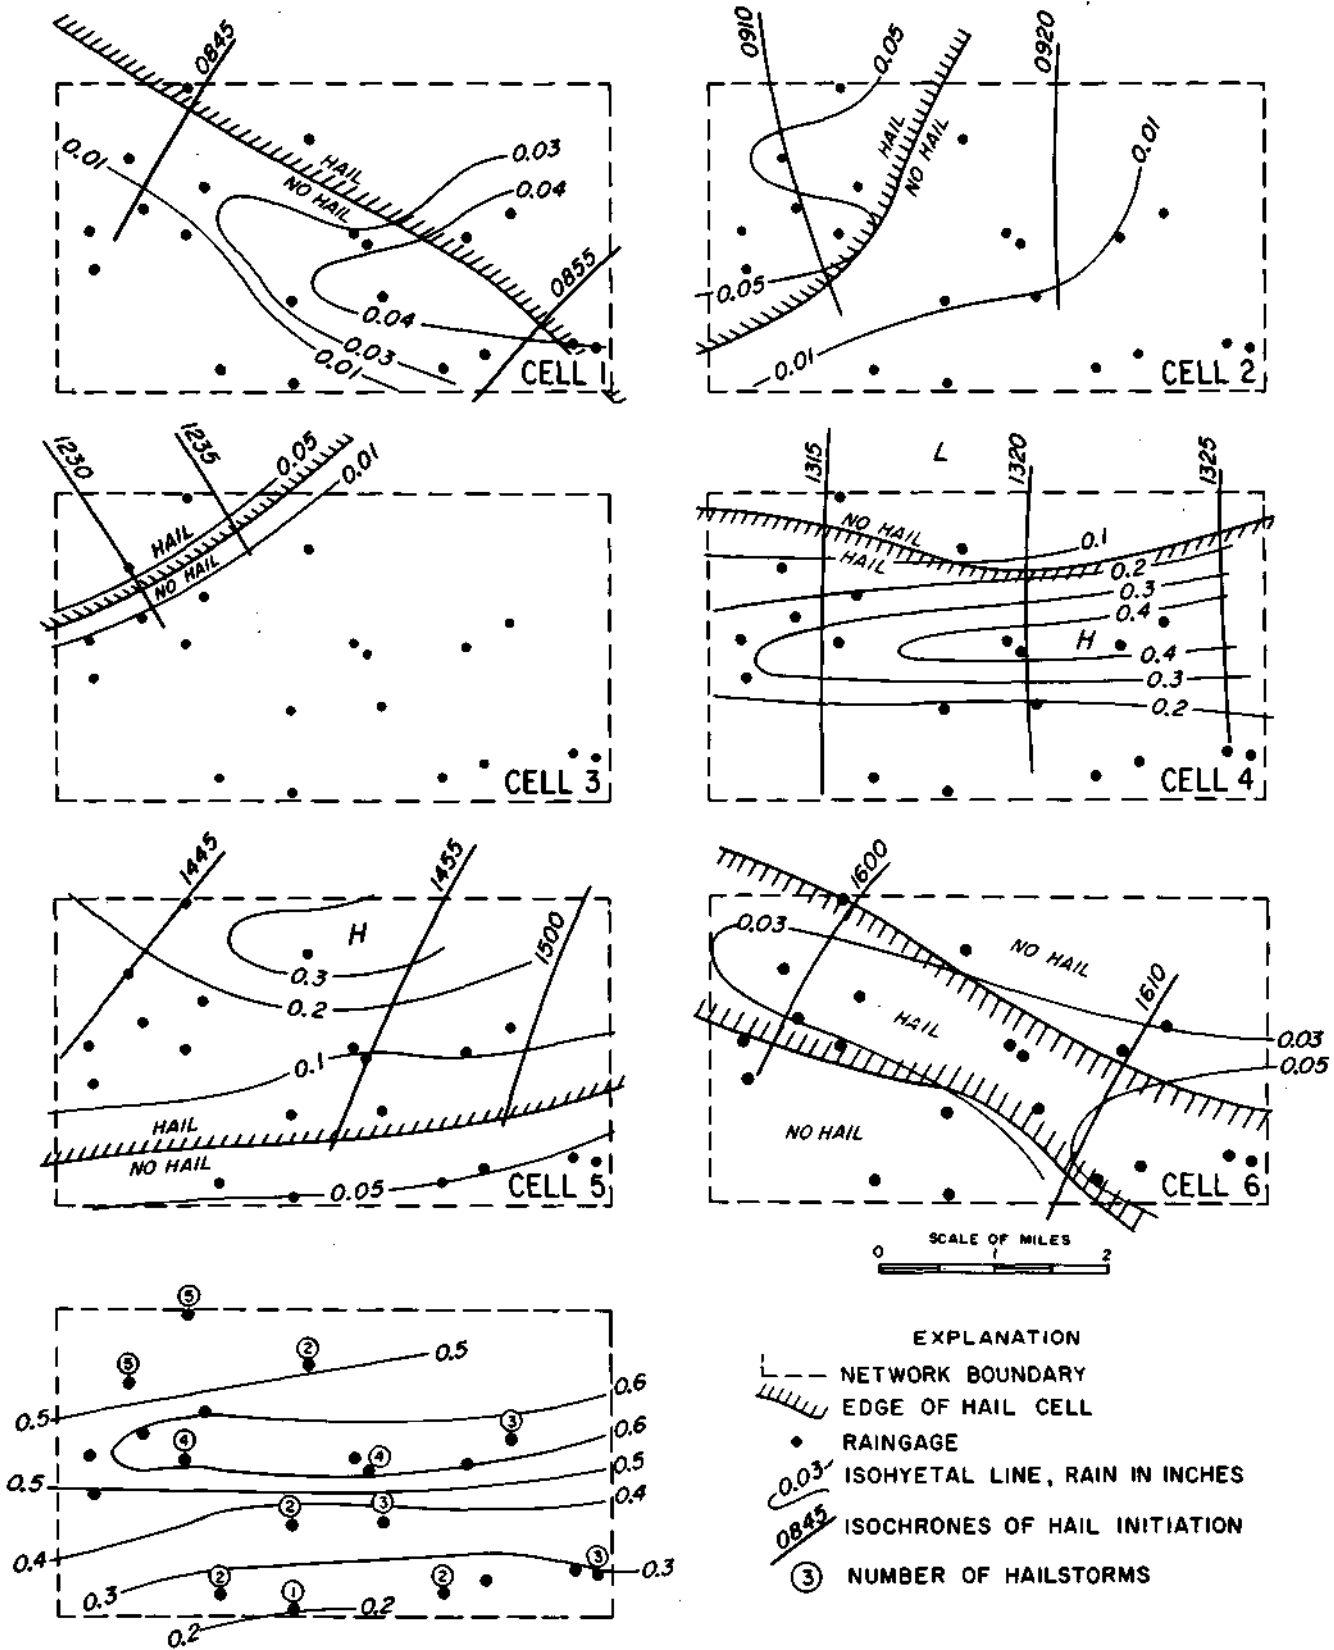 0845
0.01
HAIL
NO HAIL
0.03
0.04
0855
0.04
0.03
0.01
CELL 1
0910
0.05
0920
HAIL
NO HAIL
0.01
0.05
0.01
CELL 2
1230
1235
0.05
0.01
HAIL
NO HAIL
CELL 3
1315
L
1320
1325
NO HAIL
HAIL
0.1
0.2
0.3
0.4
H
0.4
0.3
0.2
CELL 4
1445
1455
H
1500
0.3
0.2
0.1
HAIL
NO HAIL
0.05
CELL 5
1600
0.03
NO HAIL
HAIL
1610
0.03
0.05
NO HAIL
CELL 6
SCALE OF MILES
0 1 2
5
2
5
0.5
0.6
0.5
3
0.6
4
4
0.5
0.5
2
3
0.4
0.4
3
0.3
2
1
2
0.3
0.2
0.2
EXPLANATION
NETWORK BOUNDARY
EDGE OF HAIL CELL
RAINGAGE
0.03 ISOHYETAL LINE, RAIN IN INCHES
0845 ISOCHRONES OF HAIL INITIATION
3 NUMBER OF HAILSTORMS